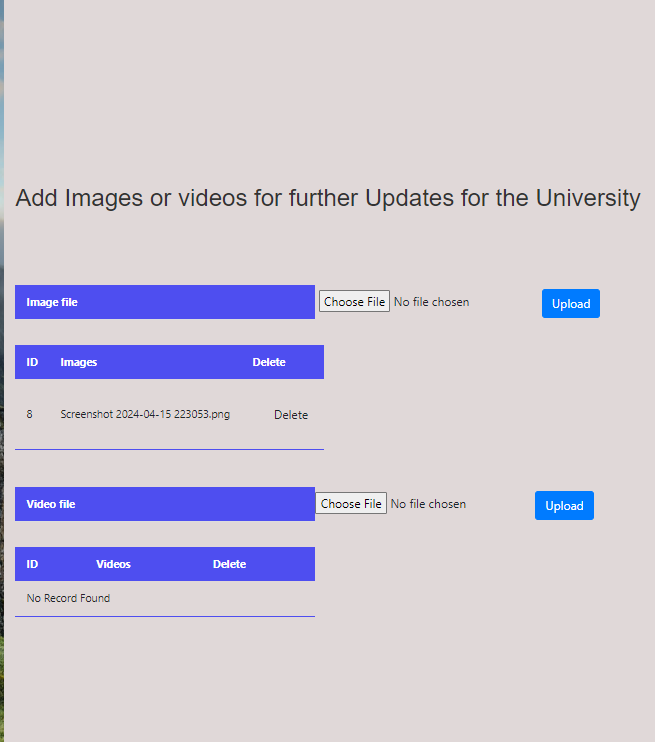 Add Images or videos for further Updates for the University
Image file Choose File No file chosen Upload
ID Images Delete
8 Screenshot 2024-04-15 223053.png Delete
Video file Choose File No file chosen Upload
ID Videos Delete
No Record Found